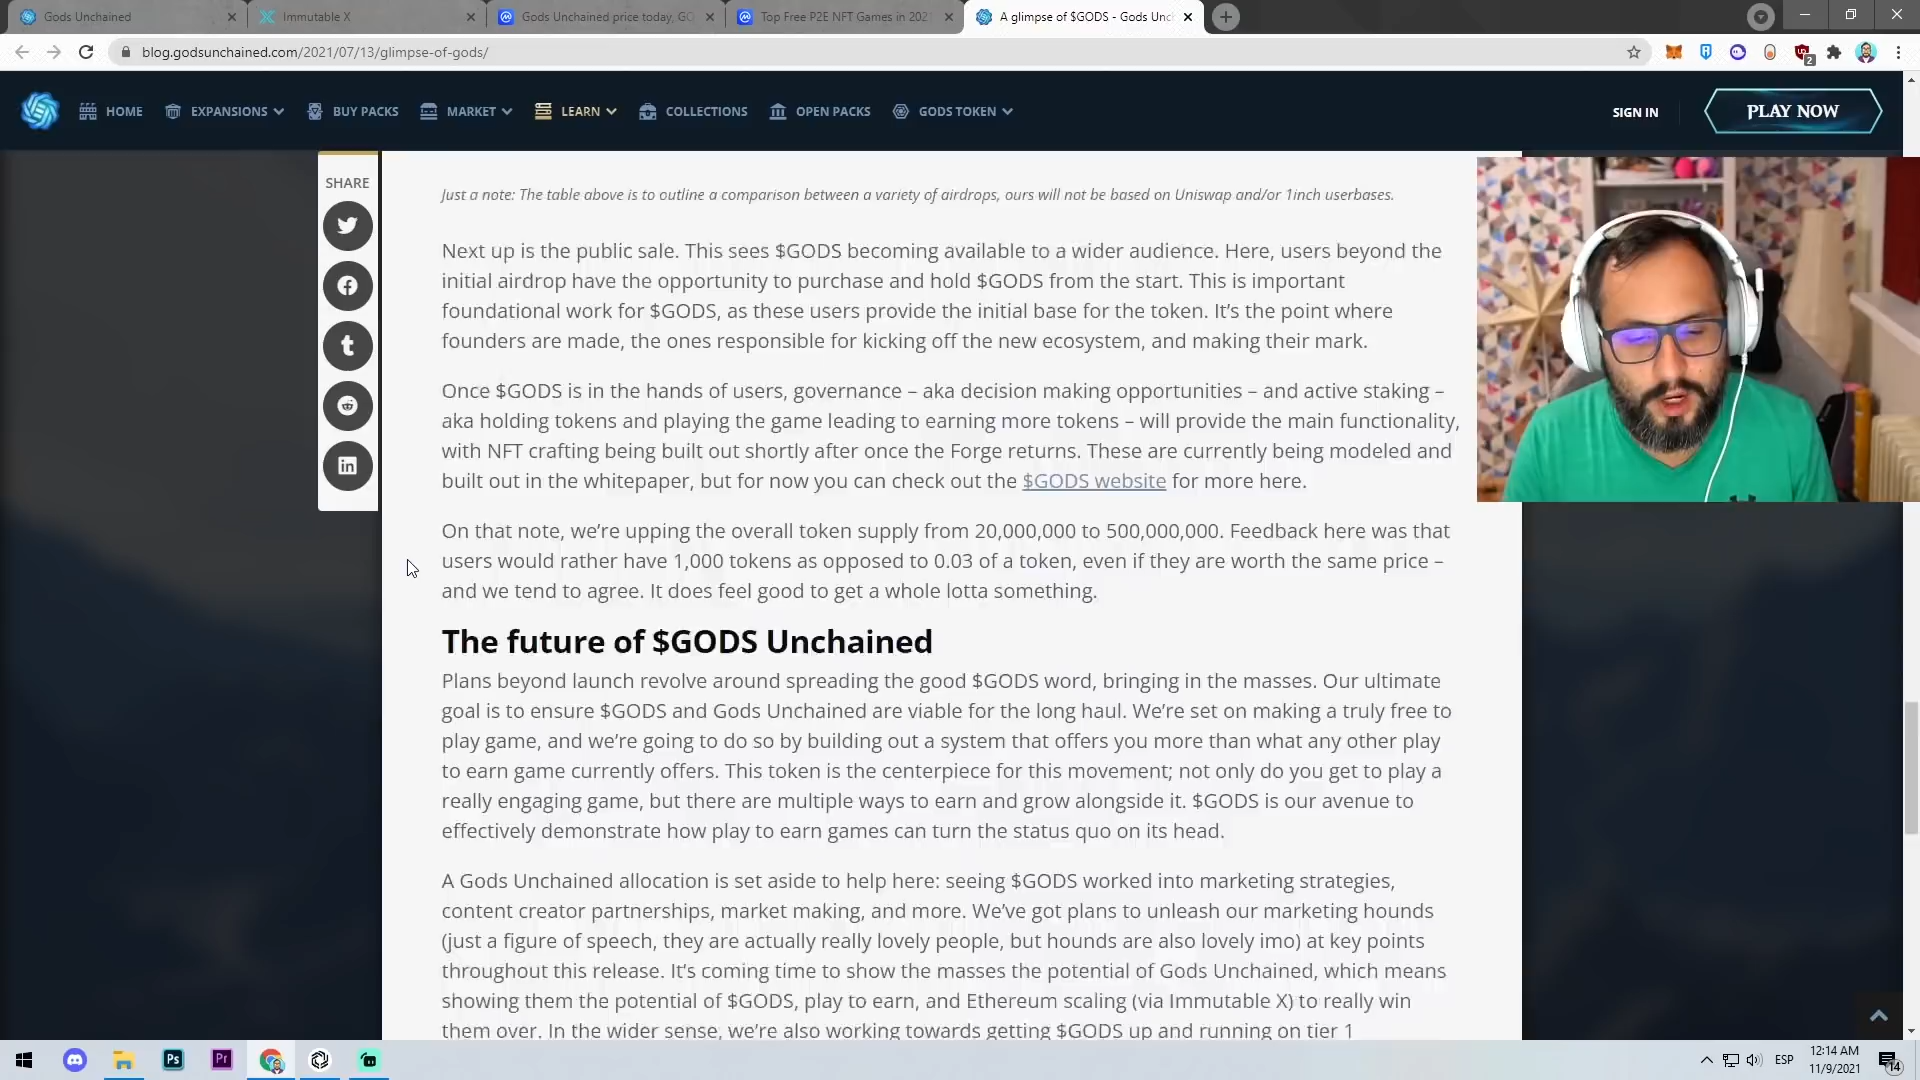 Gods Unchained
Immutable X
Gods Unchained price today, GO
Top Free P2E NFT Games in 2021
A glimpse of $GODS - Gods Unc
blog.godsunchained.com/2021/07/13/glimpse-of-gods/
2
HOME
EXPANSIONS
BUY PACKS
MARKET
LEARN
COLLECTIONS
OPEN PACKS
GODS TOKEN
SIGN IN
PLAY NOW
SHARE
Just a note: The table above is to outline a comparison between a variety of airdrops, ours will not be based on Uniswap and/or 1inch userbases.
Next up is the public sale. This sees $GODS becoming available to a wider audience. Here, users beyond the
initial airdrop have the opportunity to purchase and hold $GODS from the start. This is important
foundational work for $GODS, as these users provide the initial base for the token. It’s the point where
founders are made, the ones responsible for kicking off the new ecosystem, and making their mark.
Once $GODS is in the hands of users, governance – aka decision making opportunities – and active staking –
aka holding tokens and playing the game leading to earning more tokens – will provide the main functionality,
with NFT crafting being built out shortly after once the Forge returns. These are currently being modeled and
built out in the whitepaper, but for now you can check out the $GODS website for more here.
On that note, we’re upping the overall token supply from 20,000,000 to 500,000,000. Feedback here was that
users would rather have 1,000 tokens as opposed to 0.03 of a token, even if they are worth the same price –
and we tend to agree. It does feel good to get a whole lotta something.
The future of $GODS Unchained
Plans beyond launch revolve around spreading the good $GODS word, bringing in the masses. Our ultimate
goal is to ensure $GODS and Gods Unchained are viable for the long haul. We’re set on making a truly free to
play game, and we’re going to do so by building out a system that offers you more than what any other play
to earn game currently offers. This token is the centerpiece for this movement; not only do you get to play a
really engaging game, but there are multiple ways to earn and grow alongside it. $GODS is our avenue to
effectively demonstrate how play to earn games can turn the status quo on its head.
A Gods Unchained allocation is set aside to help here: seeing $GODS worked into marketing strategies,
content creator partnerships, market making, and more. We’ve got plans to unleash our marketing hounds
(just a figure of speech, they are actually really lovely people, but hounds are also lovely imo) at key points
throughout this release. It’s coming time to show the masses the potential of Gods Unchained, which means
showing them the potential of $GODS, play to earn, and Ethereum scaling (via Immutable X) to really win
them over. In the wider sense, we’re also working towards getting $GODS up and running on tier 1
Ps
Pr
ESP
12:14 AM
11/9/2021
14